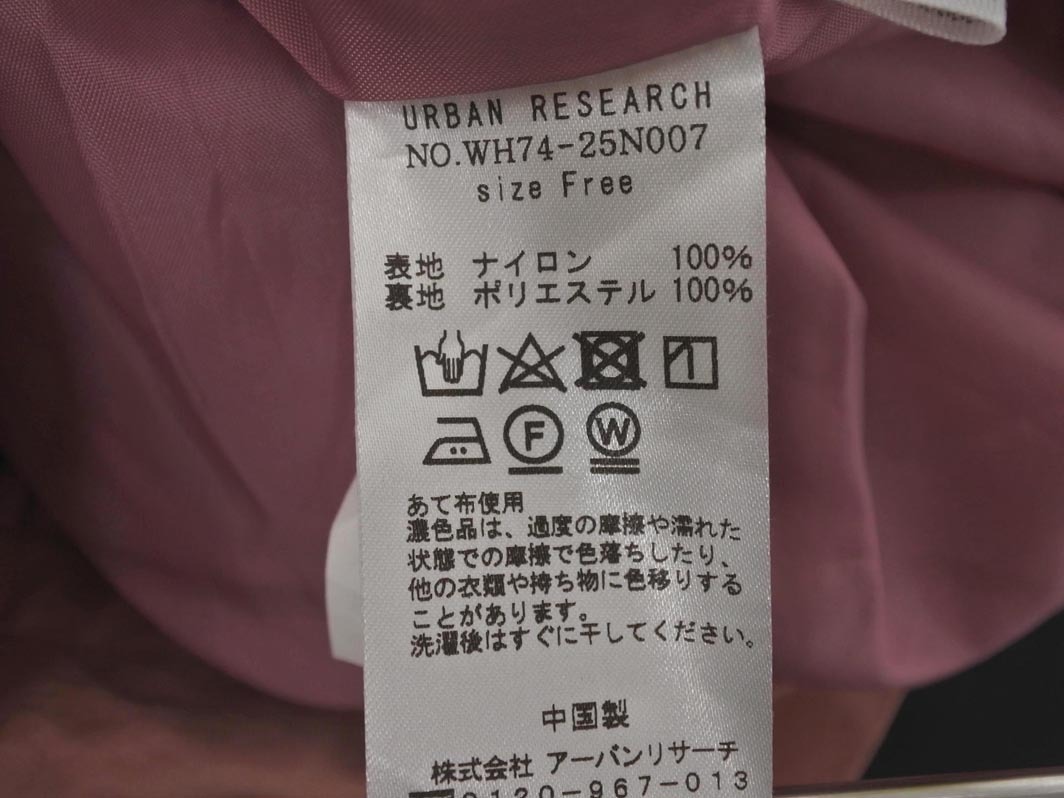 URBAN RESEARCH
NO.WH74-25N007
size Free
表地 ナイロン 100%
裏地 ポリエステル 100%
F W
あて布使用
濃色品は、過度の摩擦や濡れた
状態での摩擦で色落ちしたり、
他の衣類や持ち物に色移りする
ことがあります。
洗濯後はすぐに干してください。
中国製
株式会社 アーバンリサーチ
0120-967-013